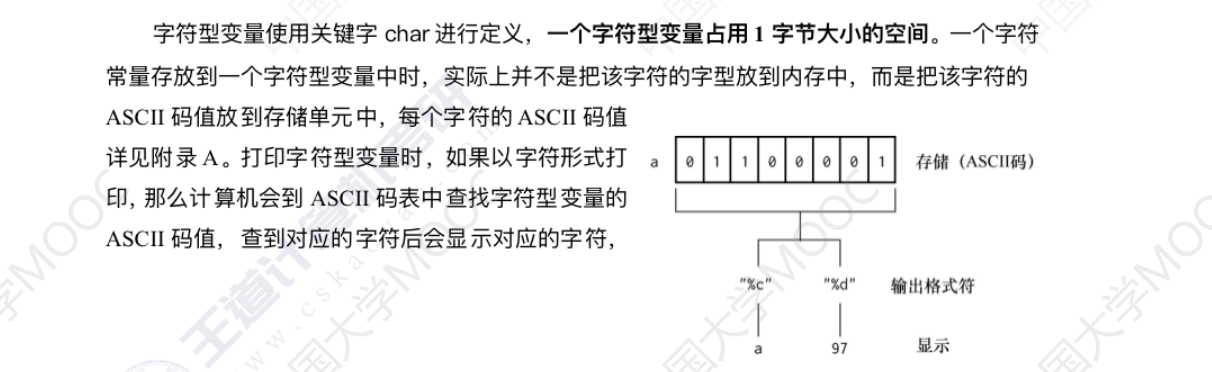 字符型变量使用关键字 char 进行定义，一个字符型变量占用 1 字节大小的空间。一个字符
常量存放到一个字符型变量中时，实际上并不是把该字符的字型放到内存中，而是把该字符的
ASCII 码值放到存储单元中，每个字符的 ASCII 码值
详见附录 A。打印字符型变量时，如果以字符形式打
印，那么计算机会到 ASCII 码表中查找字符型变量的
ASCII 码值，查到对应的字符后会显示对应的字符，
a 0 1 1 0 0 0 0 1 存储（ASCII码）
"%c" "%d" 输出格式符
a 97 显示
王道计算机考研
www.cskaoyan.com
中国大学MOOC